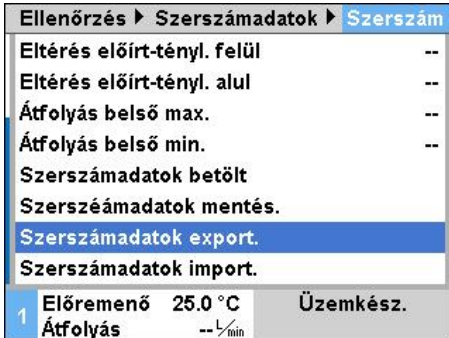 Ellenőrzés ▶ Szerszámadatok ▶ Szerszám
Eltérés előírt-tényl. felül --
Eltérés előírt-tényl. alul --
Átfolyás belső max. --
Átfolyás belső min. --
Szerszámadatok betölt
Szerszéámadatok mentés.
Szerszámadatok export.
Szerszámadatok import.
1 Előremenő 25.0 °C Üzemkész.
Átfolyás -- L/min